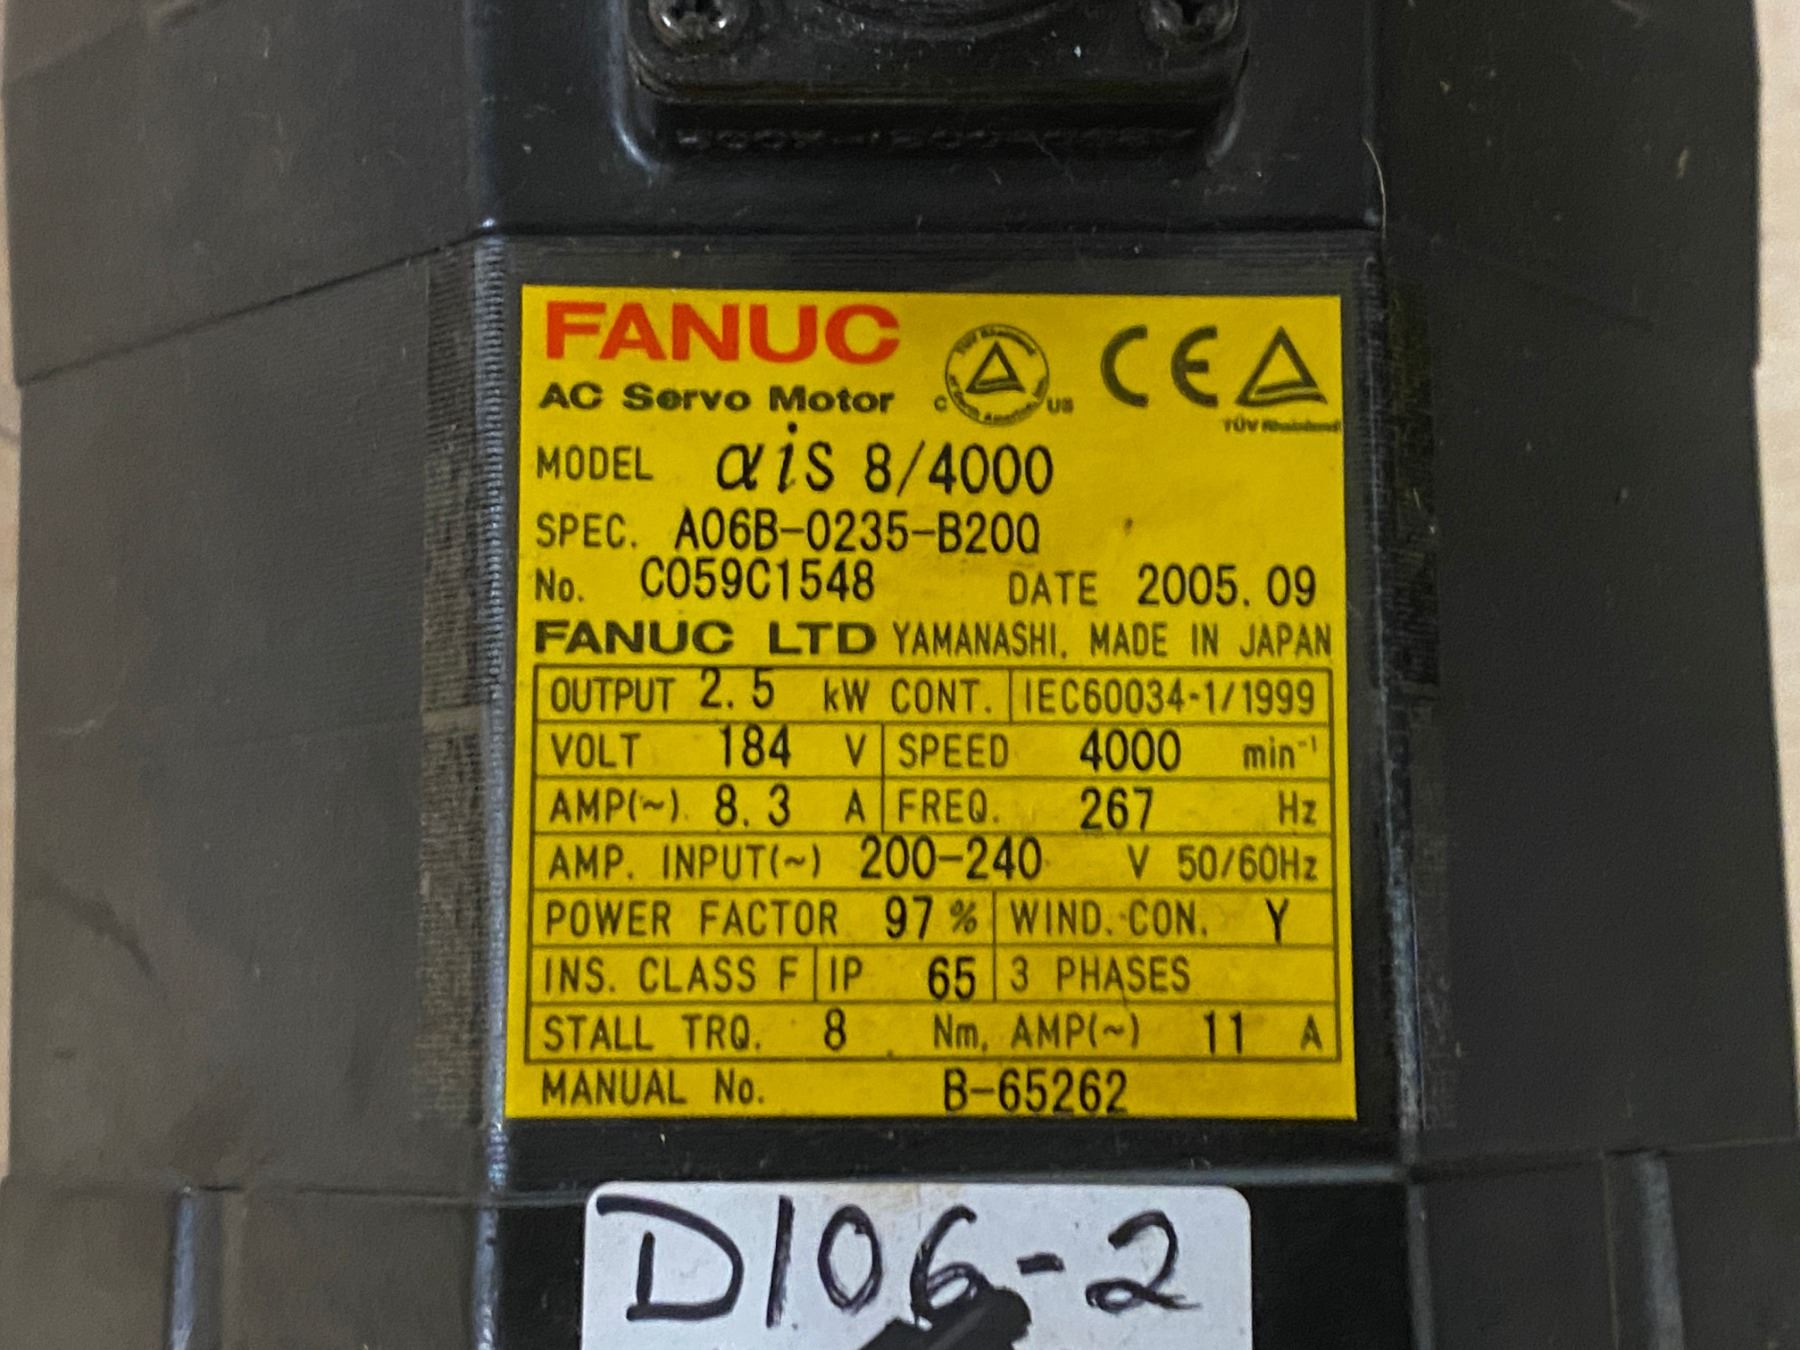 FANUC
AC Servo Motor
C US
CE
TÜV Rheinland
MODEL αis 8/4000
SPEC. A06B-0235-B200
No. C059C1548 DATE 2005.09
FANUC LTD YAMANASHI, MADE IN JAPAN
OUTPUT 2.5 kW CONT. IEC60034-1/1999
VOLT 184 V SPEED 4000 min⁻¹
AMP(~) 8.3 A FREQ. 267 Hz
AMP. INPUT(~) 200-240 V 50/60Hz
POWER FACTOR 97 % WIND. CON. Y
INS. CLASS F IP 65 3 PHASES
STALL TRQ. 8 Nm, AMP(~) 11 A
MANUAL No. B-65262
D106-2